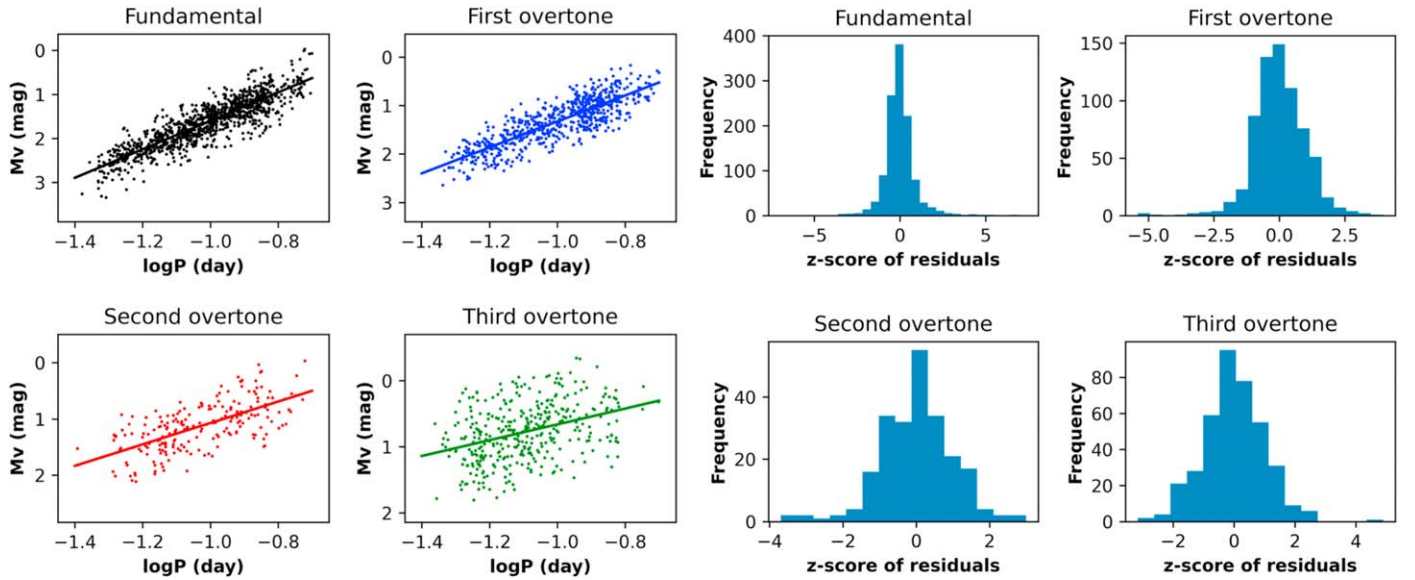 Fundamental
First overtone
Fundamental
First overtone
Mv (mag)
0
1
2
3
−1.4 −1.2 −1.0 −0.8
logP (day)
Mv (mag)
0
1
2
3
−1.4 −1.2 −1.0 −0.8
logP (day)
Frequency
400
300
200
100
0
−5 0 5
z-score of residuals
Frequency
150
100
50
0
−5.0 −2.5 0.0 2.5
z-score of residuals
Second overtone
Third overtone
Second overtone
Third overtone
Mv (mag)
0
1
2
−1.4 −1.2 −1.0 −0.8
logP (day)
Mv (mag)
0
1
2
−1.4 −1.2 −1.0 −0.8
logP (day)
Frequency
40
20
0
−4 −2 0 2
z-score of residuals
Frequency
80
60
40
20
0
−2 0 2 4
z-score of residuals